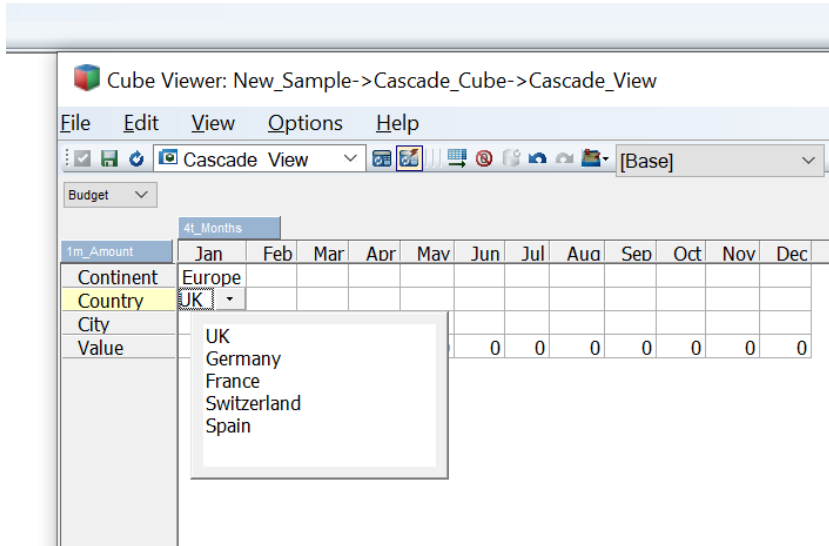 Cube Viewer: New_Sample->Cascade_Cube->Cascade_View
File Edit View Options Help
Cascade View [Base]
Budget
4t_Months
1m_Amount Jan Feb Mar Apr May Jun Jul Aug Sep Oct Nov Dec
Continent Europe
Country UK
City
Value 0 0 0 0 0 0 0
UK
Germany
France
Switzerland
Spain